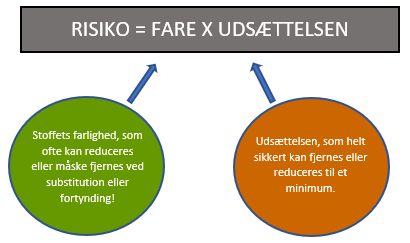 RISIKO = FARE X UDSÆTTELSEN
Stoffets farlighed, som
ofte kan reduceres
eller måske fjernes ved
substitution eller
fortynding!
Udsættelsen, som helt
sikkert kan fjernes eller
reduceres til et
minimum.